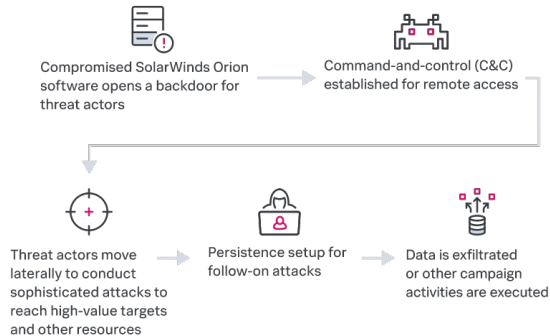 Compromised SolarWinds Orion
software opens a backdoor for
threat actors
Command-and-control (C&C)
established for remote access
Threat actors move
laterally to conduct
sophisticated attacks to
reach high-value targets
and other resources
Persistence setup for
follow-on attacks
Data is exfiltrated
or other campaign
activities are executed